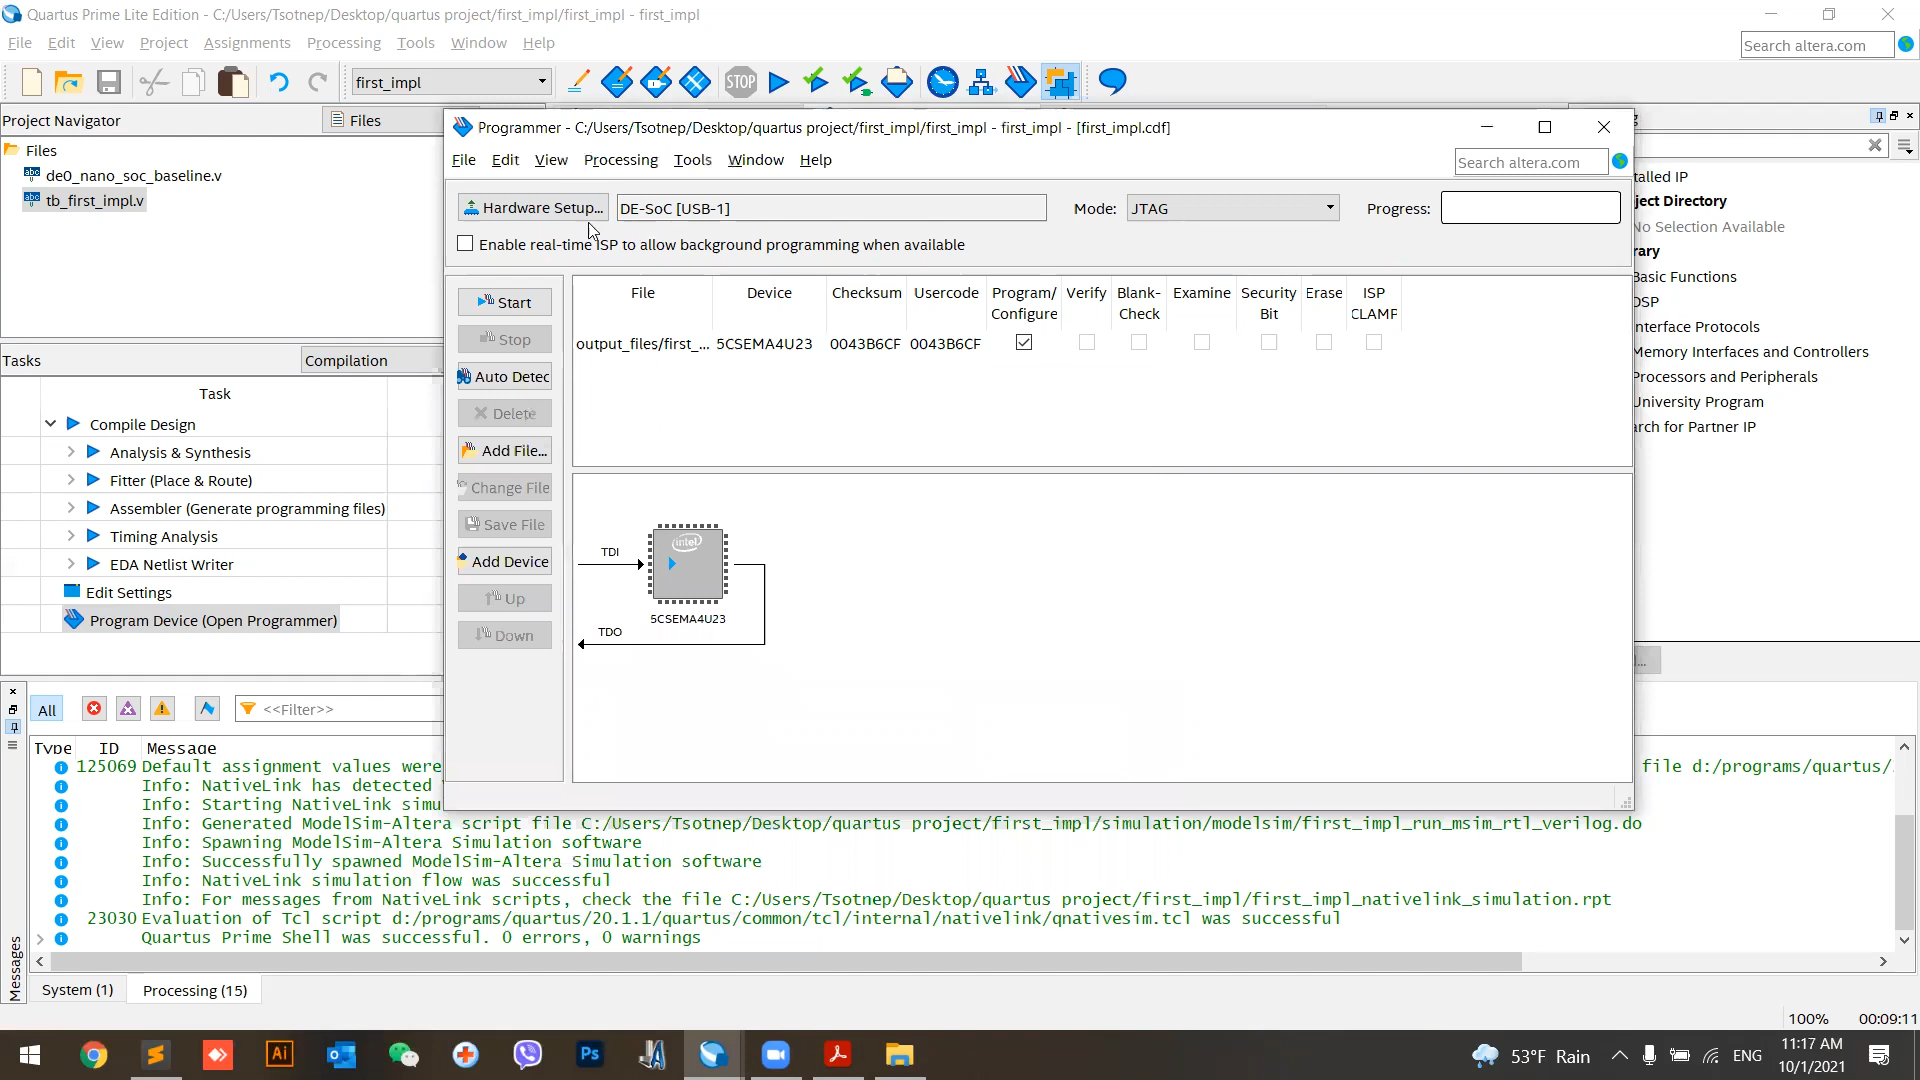 Quartus Prime Lite Edition - C:/Users/Tsotnep/Desktop/quartus project/first_impl/first_impl - first_impl
File Edit View Project Assignments Processing Tools Window Help
Search altera.com
first_impl
STOP
Project Navigator
Files
Files
de0_nano_soc_baseline.v
tb_first_impl.v
Tasks
Compilation
Task
Compile Design
Analysis & Synthesis
Fitter (Place & Route)
Assembler (Generate programming files)
Timing Analysis
EDA Netlist Writer
Edit Settings
Program Device (Open Programmer)
Programmer - C:/Users/Tsotnep/Desktop/quartus project/first_impl/first_impl - first_impl - [first_impl.cdf]
File Edit View Processing Tools Window Help
Search altera.com
Hardware Setup...
DE-SoC [USB-1]
Mode:
JTAG
Progress:
Enable real-time ISP to allow background programming when available
Start
Stop
Auto Detec
Delete
Add File...
Change File
Save File
Add Device
Up
Down
File Device Checksum Usercode Program/ Verify Blank- Examine Security Erase ISP
Configure Check Bit CLAMF
output_files/first_... 5CSEMA4U23 0043B6CF 0043B6CF
TDI
intel
5CSEMA4U23
TDO
talled IP
ject Directory
No Selection Available
rary
Basic Functions
DSP
nterface Protocols
Memory Interfaces and Controllers
Processors and Peripherals
University Program
arch for Partner IP
All
<<Filter>>
Type ID Message
125069 Default assignment values were
file d:/programs/quartus/
Info: NativeLink has detected
Info: Starting NativeLink simu
Info: Generated ModelSim-Altera script file C:/Users/Tsotnep/Desktop/quartus project/first_impl/simulation/modelsim/first_impl_run_msim_rtl_verilog.do
Info: Spawning ModelSim-Altera Simulation software
Info: Successfully spawned ModelSim-Altera Simulation software
Info: NativeLink simulation flow was successful
Info: For messages from NativeLink scripts, check the file C:/Users/Tsotnep/Desktop/quartus project/first_impl/first_impl_nativelink_simulation.rpt
23030 Evaluation of Tcl script d:/programs/quartus/20.1.1/quartus/common/tcl/internal/nativelink/qnativesim.tcl was successful
Quartus Prime Shell was successful. 0 errors, 0 warnings
Messages
System (1)
Processing (15)
100% 00:09:11
Ai
Ps
53°F Rain
ENG
11:17 AM
10/1/2021